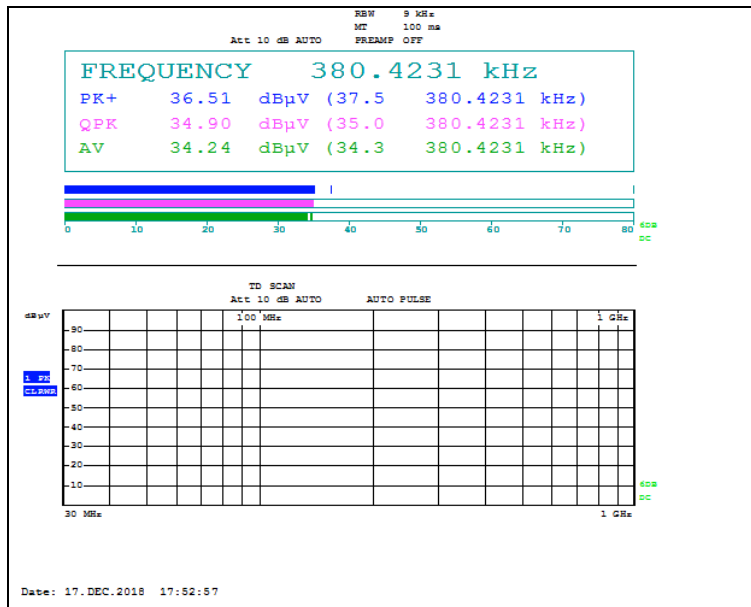 RBW 9 kHz
MT 100 ms
Att 10 dB AUTO PREAMP OFF
FREQUENCY 380.4231 kHz
PK+ 36.51 dBµV (37.5 380.4231 kHz)
QPK 34.90 dBµV (35.0 380.4231 kHz)
AV 34.24 dBµV (34.3 380.4231 kHz)
0 10 20 30 40 50 60 70 80
6DB
DC
TD SCAN
Att 10 dB AUTO AUTO PULSE
dBµV
100 MHz 1 GHz
90
80
70
1 PK
60
CLRWR
50
40
30
20
10
6DB
DC
30 MHz 1 GHz
Date: 17.DEC.2018 17:52:57